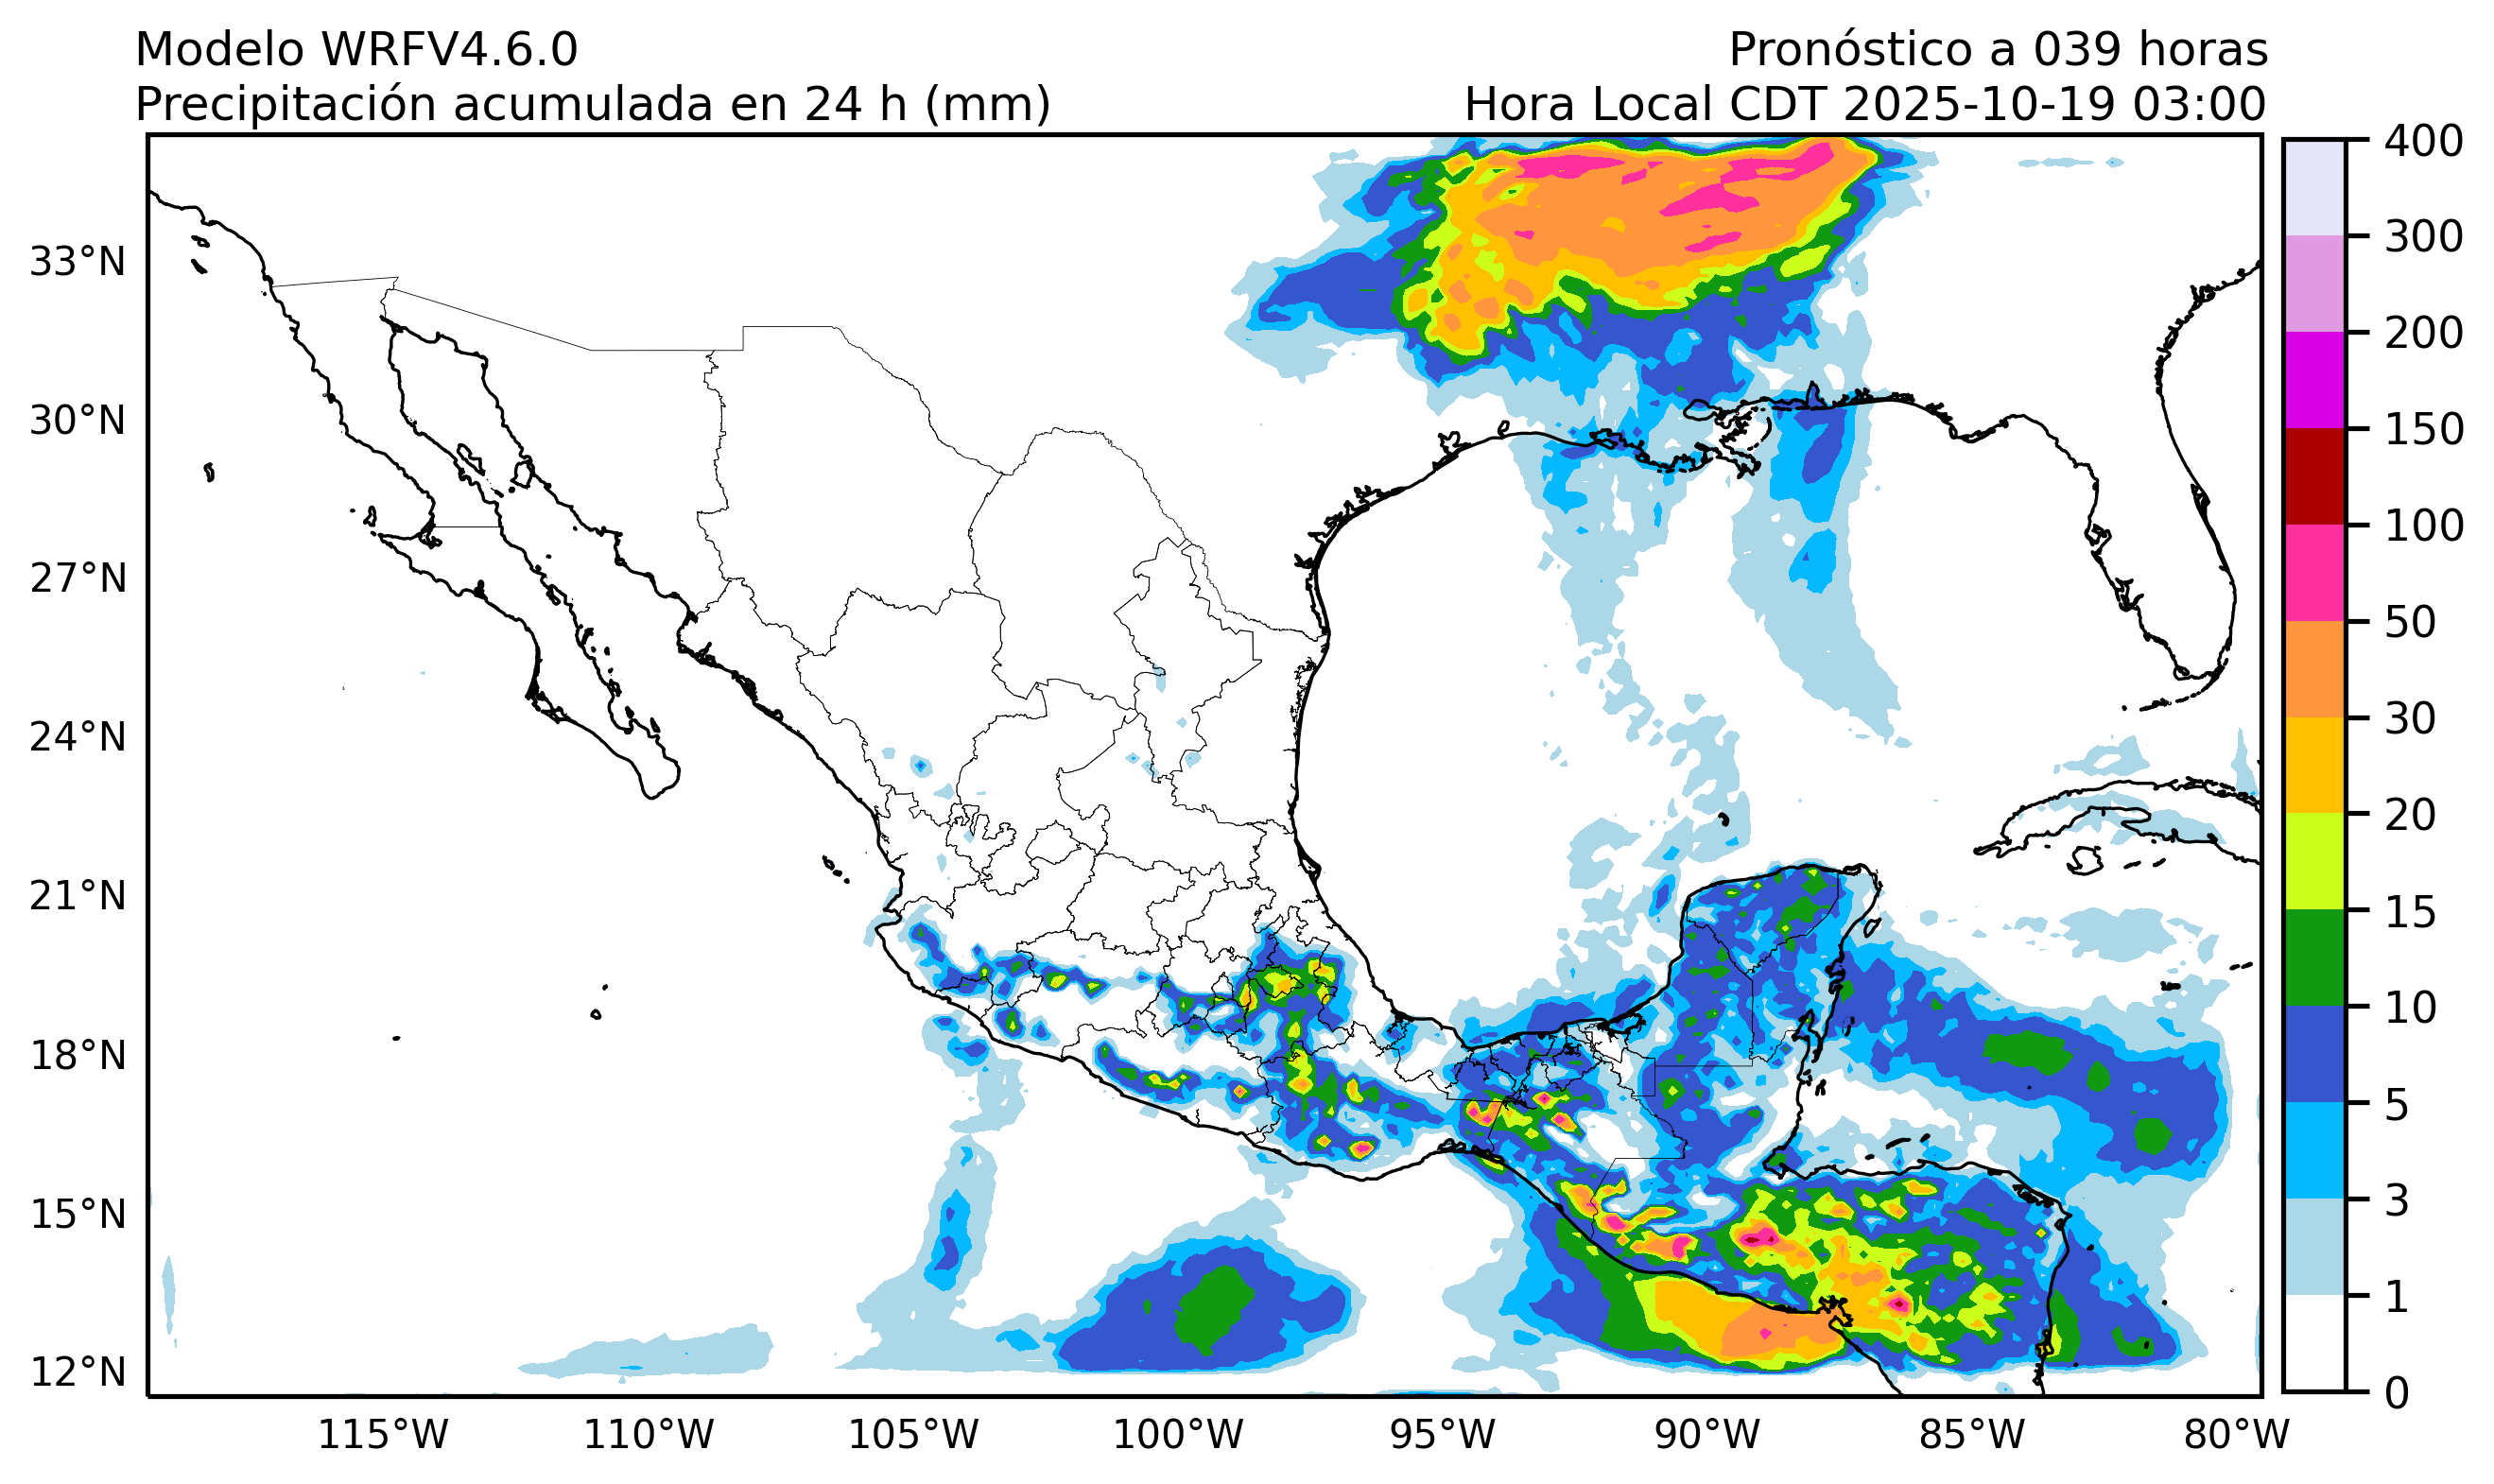 Modelo WRFV4.6.0
Pronóstico a 039 horas
Precipitación acumulada en 24 h (mm)
Hora Local CDT 2025-10-19 03:00
33°N
30°N
27°N
24°N
21°N
18°N
15°N
12°N
115°W
110°W
105°W
100°W
95°W
90°W
85°W
80°W
400
300
200
150
100
50
30
20
15
10
5
3
1
0